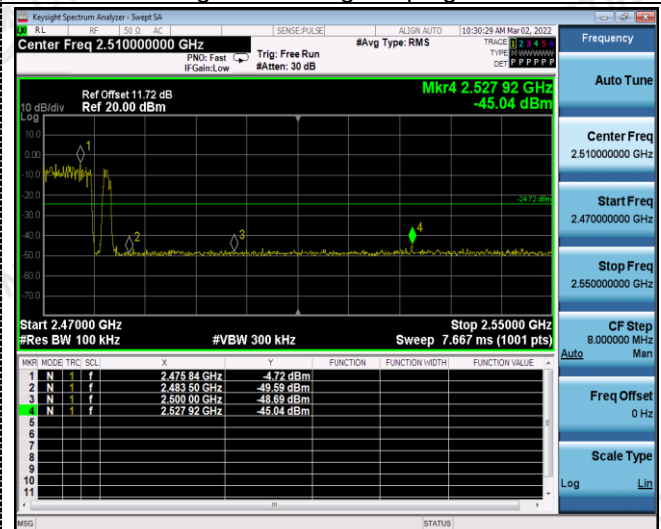 Keysight Spectrum Analyzer - Swept SA
RL RF 50 Ω AC SENSE:PULSE ALIGN AUTO 10:30:29 AM Mar 02, 2022
Center Freq 2.510000000 GHz #Avg Type: RMS TRACE 1 2 3 4 5 6
PNO: Fast Trig: Free Run TYPE M WWWWW
IFGain:Low #Atten: 30 dB DET P P P P P P
Frequency
Mkr4 2.527 92 GHz
-45.04 dBm
Ref Offset 11.72 dB
10 dB/div Ref 20.00 dBm
Log
10.0
0.00
-10.0
-20.0
-30.0
-40.0
-50.0
-60.0
-70.0
1
2
3
4
-24.72 dBm
Start 2.47000 GHz Stop 2.55000 GHz
#Res BW 100 kHz #VBW 300 kHz Sweep 7.667 ms (1001 pts)
MKR MODE TRC SCL X Y FUNCTION FUNCTION WIDTH FUNCTION VALUE
1 N 1 f 2.475 84 GHz -4.72 dBm
2 N 1 f 2.483 50 GHz -49.59 dBm
3 N 1 f 2.500 00 GHz -48.69 dBm
4 N 1 f 2.527 92 GHz -45.04 dBm
5
6
7
8
9
10
11
MSG STATUS
Auto Tune
Center Freq
2.510000000 GHz
Start Freq
2.470000000 GHz
Stop Freq
2.550000000 GHz
CF Step
8.000000 MHz
Auto Man
Freq Offset
0 Hz
Scale Type
Log Lin